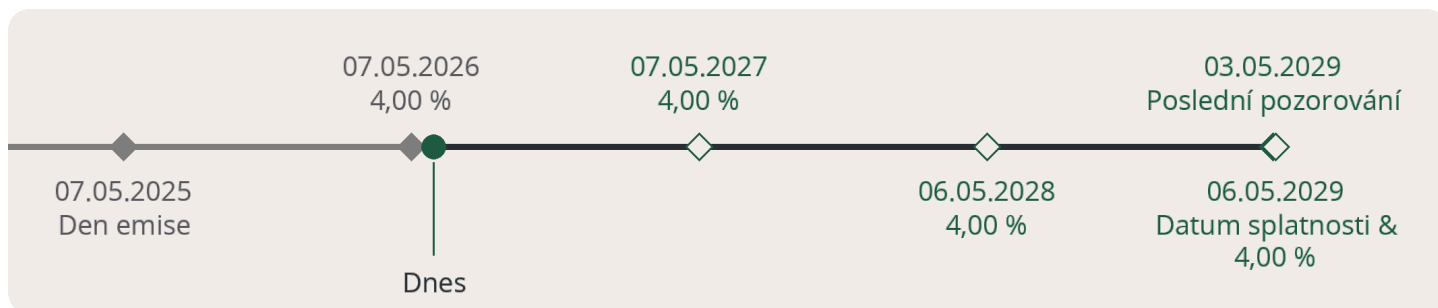 07.05.2026
4,00 %
07.05.2027
4,00 %
03.05.2029
Poslední pozorování
07.05.2025
Den emise
06.05.2028
4,00 %
06.05.2029
Datum splatnosti &
4,00 %
Dnes